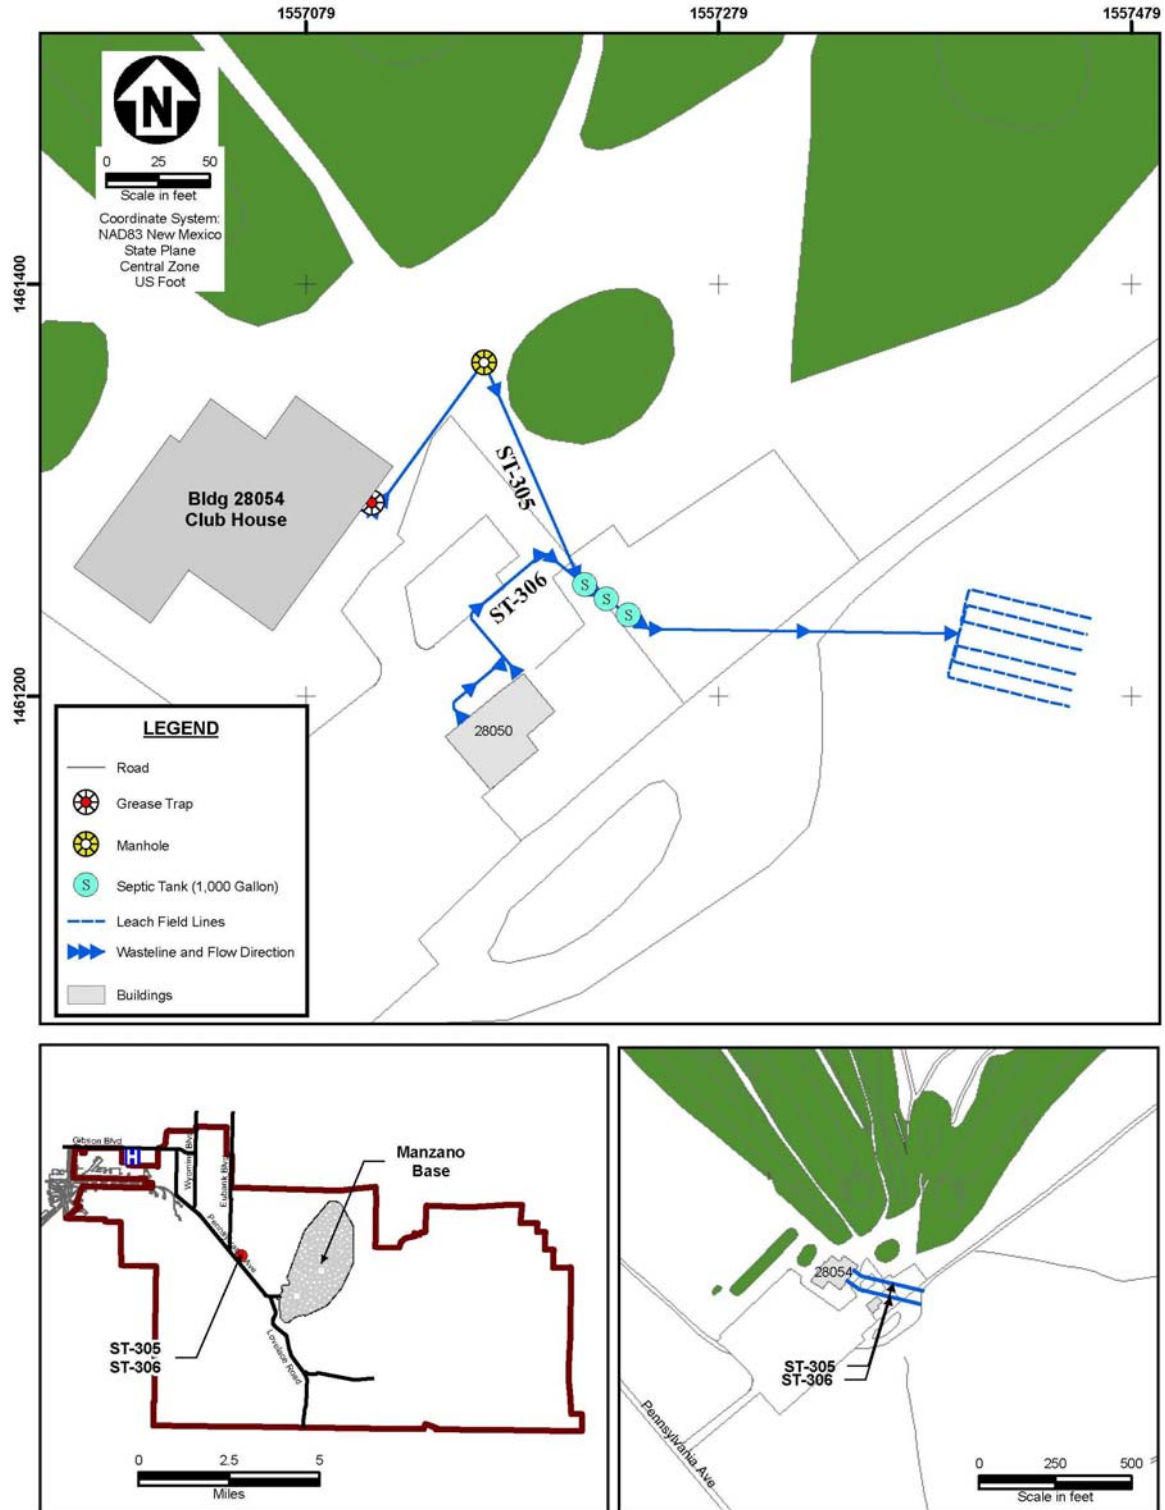 1557079
1557279
1557479
N
0 25 50
Scale in feet
Coordinate System:
NAD83 New Mexico
State Plane
Central Zone
US Foot
1461400
1461200
Bldg 28054
Club House
ST-305
ST-306
S
S
S
28050
LEGEND
Road
Grease Trap
Manhole
S Septic Tank (1,000 Gallon)
Leach Field Lines
Wasteline and Flow Direction
Buildings
Gibson Blvd
H
Wyoming Blvd
Eubank Blvd
Pennsylvania Ave
Manzano
Base
Lovelace Road
ST-305
ST-306
0 2.5 5
Miles
28054
ST-305
ST-306
Pennsylvania Ave
0 250 500
Scale in feet